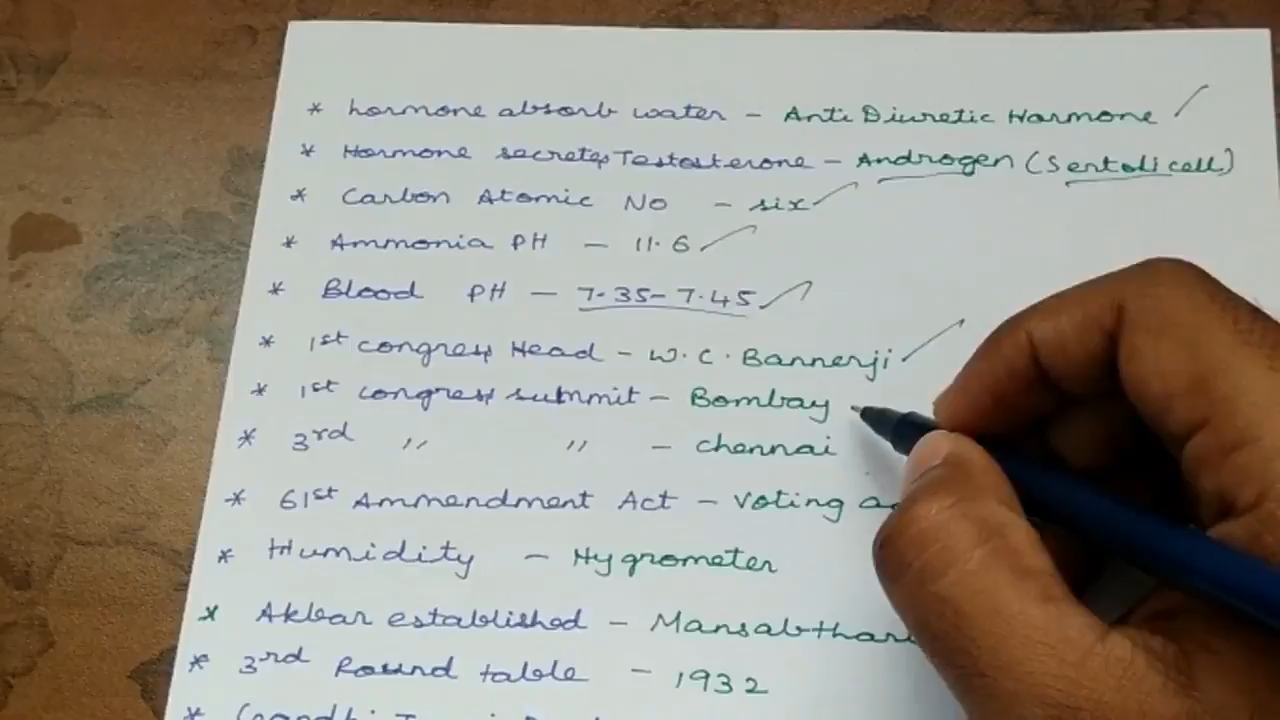 * hormone absorb water - Anti Diuretic Hormone
* Hormone secretes Testosterone - Androgen (Sertoli cell)
* Carbon Atomic No - six
* Ammonia PH - 11.6
* Blood PH - 7.35-7.45
* 1st congress Head - W.C. Bannerji
* 1st congress summit - Bombay
* 3rd " " - chennai
* 61st Ammendment Act - Voting
* Humidity - Hygrometer
* Akbar established -
* 3rd Round table - 1932
*